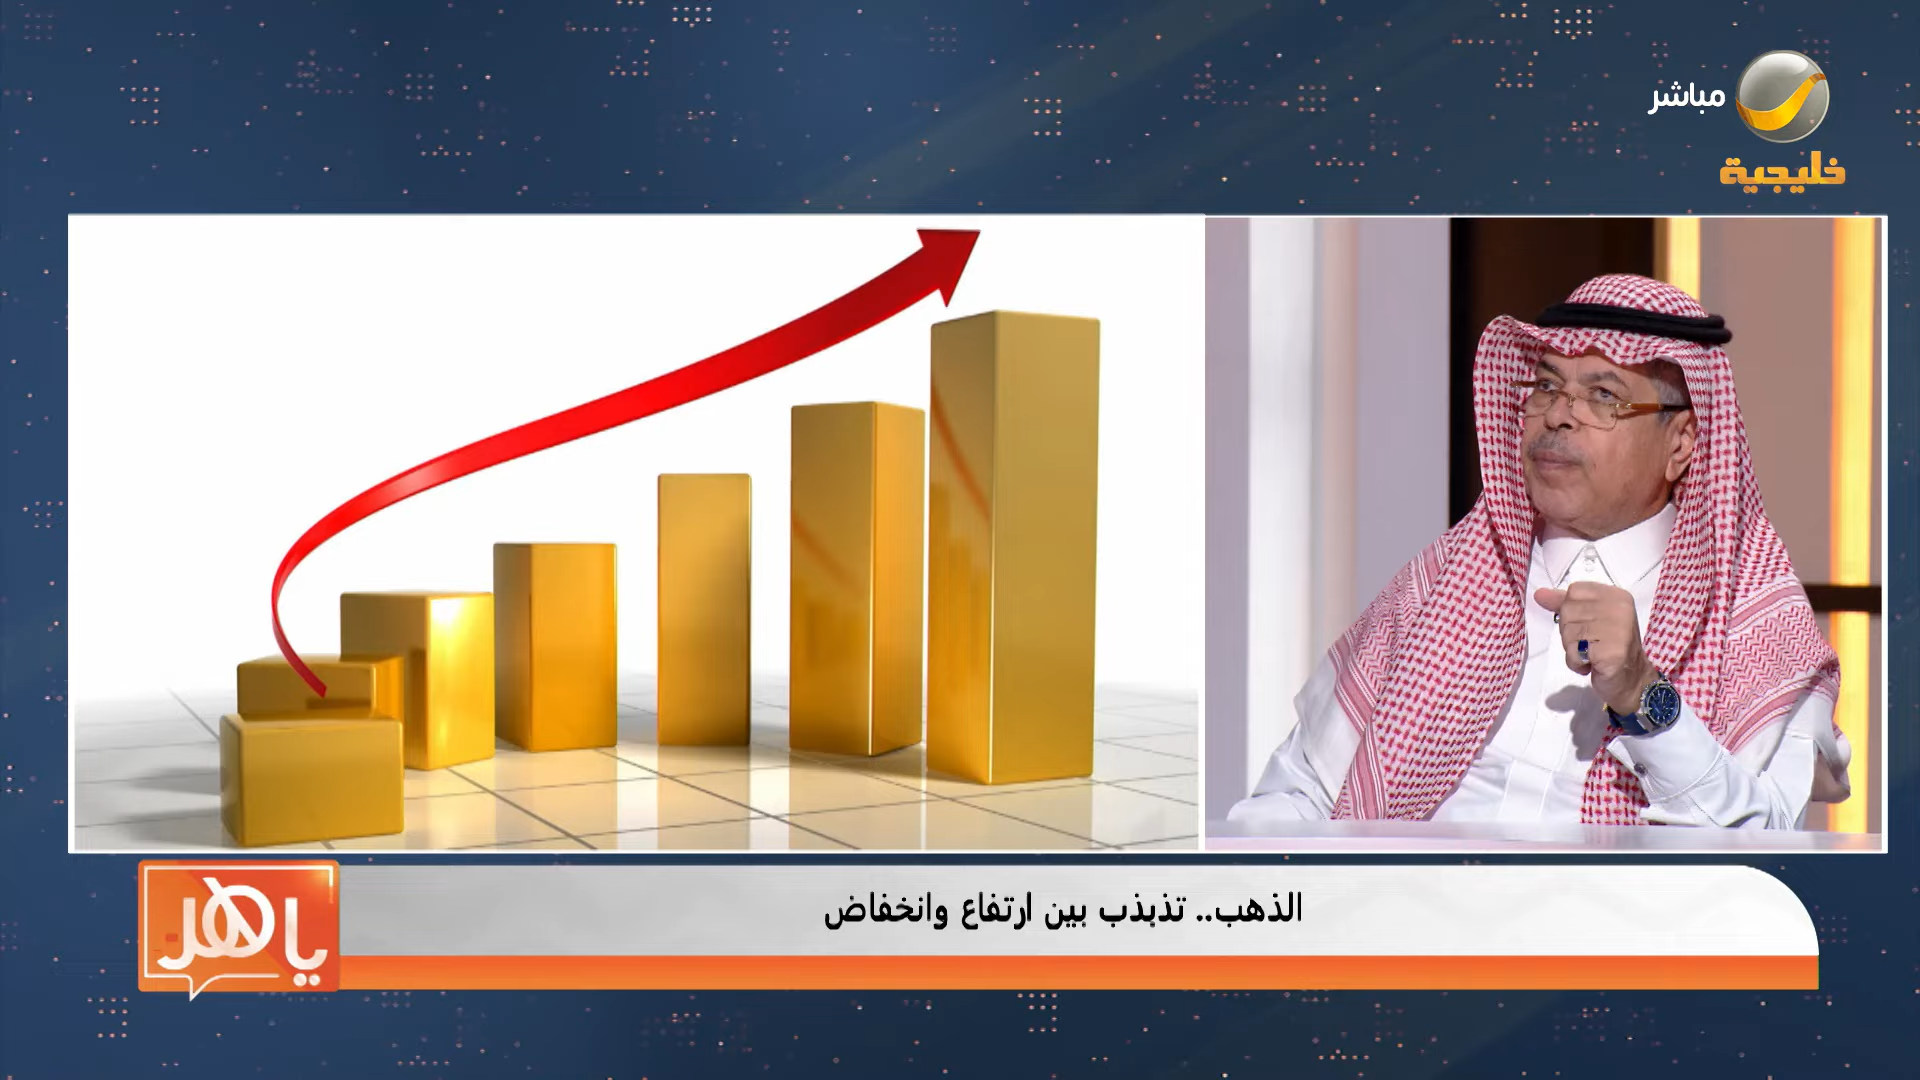 مباشر
خليجية
الذهب.. تذبذب بين ارتفاع وانخفاض
ياهلا